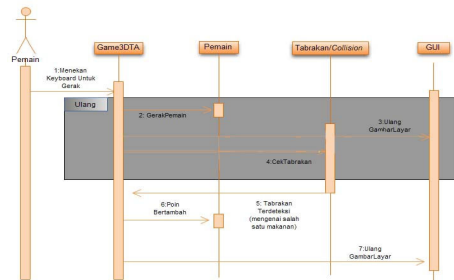 Game3DTA
Pemain
Tabrakan/Collision
GUI
Pemain
1:Menekan
Keyboard Untuk
Gerak
Ulang
2: GerakPemain
3:Ulang
GambarLayar
4:CekTabrakan
6:Poin
Bertambah
5: Tabrakan
Terdeteksi
(mengenai salah
satu makanan)
7:Ulang
GambarLayar